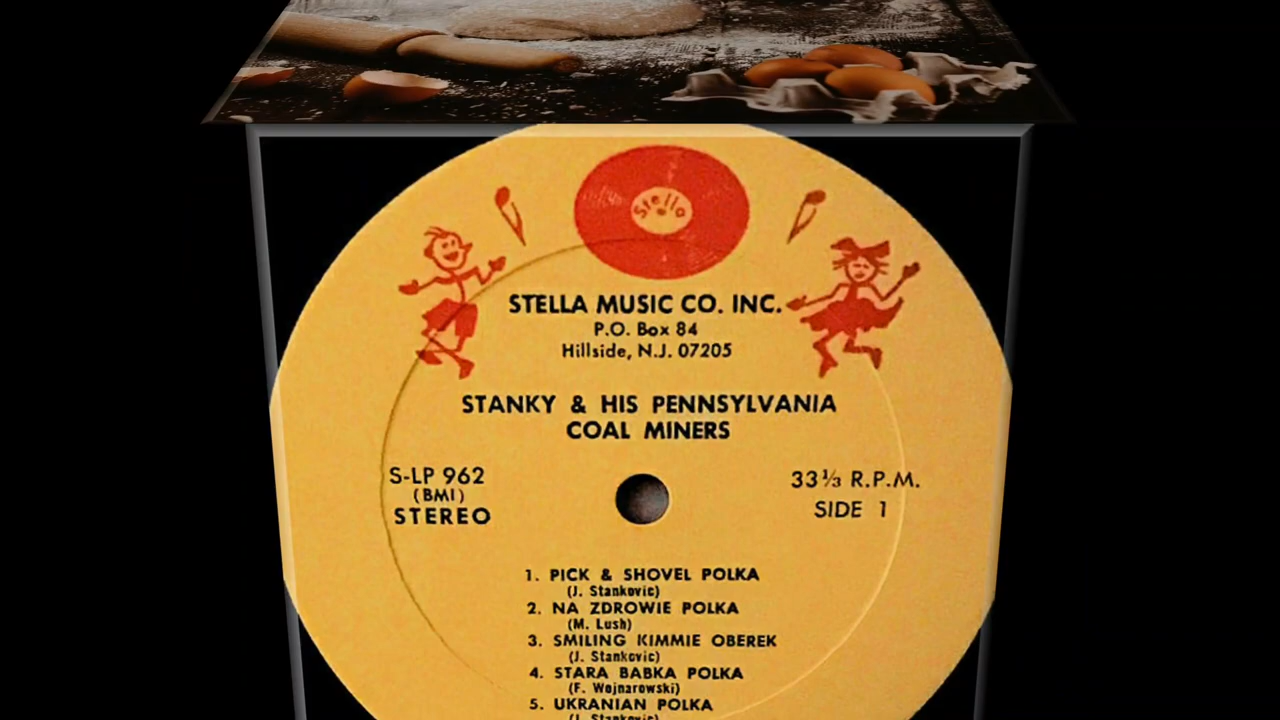 Stella
STELLA MUSIC CO. INC.
P.O. Box 84
Hillside, N.J. 07205
STANKY & HIS PENNSYLVANIA
COAL MINERS
S-LP 962
(BMI)
STEREO
33⅓ R.P.M.
SIDE 1
1. PICK & SHOVEL POLKA
(J. Stankovic)
2. NA ZDROWIE POLKA
(M. Lush)
3. SMILING KIMMIE OBEREK
(J. Stankovic)
4. STARA BABKA POLKA
(F. Wojnarowski)
5. UKRANIAN POLKA
(J. Stankovic)